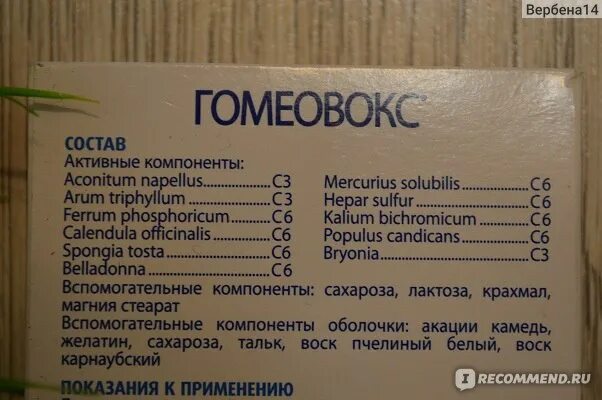 Вербена14
ГОМЕОВОКС®
СОСТАВ
Активные компоненты:
Aconitum napellus..................C3
Arum triphyllum ....................C3
Ferrum phosphoricum ..........C6
Calendula officinalis..............C6
Spongia tosta ........................C6
Belladonna ............................C6
Mercurius solubilis ................C6
Hepar sulfur..........................C6
Kalium bichromicum ............C6
Populus candicans................C6
Bryonia..................................C3
Вспомогательные компоненты: сахароза, лактоза, крахмал,
магния стеарат
Вспомогательные компоненты оболочки: акации камедь,
желатин, сахароза, тальк, воск пчелиный белый, воск
карнаубский
ПОКАЗАНИЯ К ПРИМЕНЕНИЮ
I RECOMMEND.RU